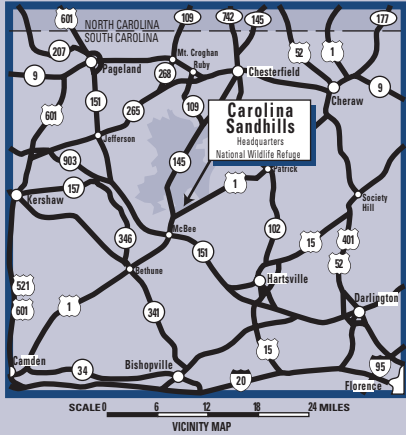 601
109
742
145
177
NORTH CAROLINA
SOUTH CAROLINA
52
1
207
Mt. Croghan
Pageland
Ruby
9
268
Chesterfield
Cheraw
9
151
265
109
601
Carolina
Sandhills
Headquarters
National Wildlife Refuge
Jefferson
903
145
Patrick
1
157
Kershaw
Society
Hill
McBee
102
346
151
15
401
Bethune
52
521
Hartsville
601
1
341
Darlington
15
Camden
Bishopville
95
34
20
Florence
SCALE 0 6 12 18 24 MILES
VICINITY MAP